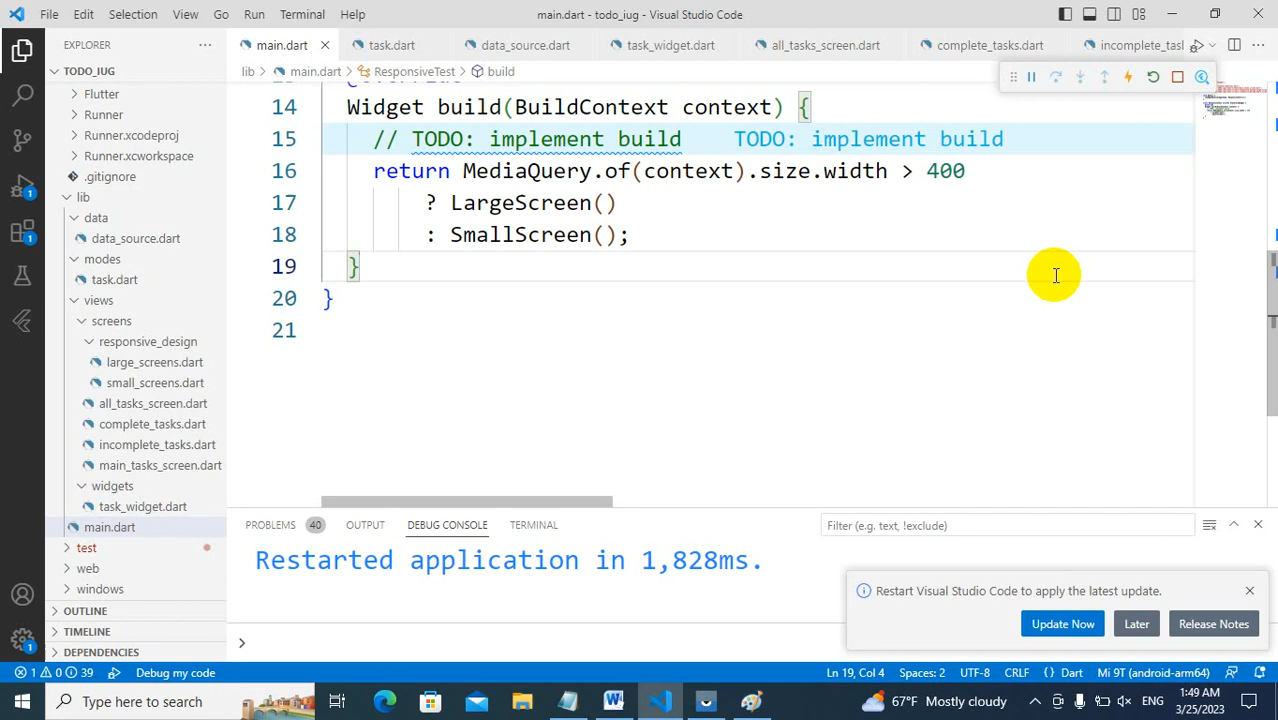 File Edit Selection View Go Run Terminal Help
main.dart - todo_iug - Visual Studio Code
EXPLORER
main.dart
task.dart
data_source.dart
task_widget.dart
all_tasks_screen.dart
complete_tasks.dart
incomplete_tasl
lib > main.dart > ResponsiveTest > build
TODO_IUG
Flutter
Runner
Runner.xcodeproj
Runner.xcworkspace
.gitignore
lib
data
data_source.dart
modes
task.dart
views
screens
responsive_design
large_screens.dart
small_screens.dart
all_tasks_screen.dart
complete_tasks.dart
incomplete_tasks.dart
main_tasks_screen.dart
widgets
task_widget.dart
main.dart
test
web
windows
OUTLINE
TIMELINE
DEPENDENCIES
14 Widget build(BuildContext context) {
15 // TODO: implement build TODO: implement build
16 return MediaQuery.of(context).size.width > 400
17 ? LargeScreen()
18 : SmallScreen();
19 }
20 }
21
PROBLEMS 40 OUTPUT DEBUG CONSOLE TERMINAL
Filter (e.g. text, !exclude)
Restarted application in 1,828ms.
>
Restart Visual Studio Code to apply the latest update.
Update Now Later Release Notes
1 0 39 Debug my code
Ln 19, Col 4 Spaces: 2 UTF-8 CRLF {} Dart Mi 9T (android-arm64)
Type here to search
67°F Mostly cloudy
ENG
1:49 AM
3/25/2023